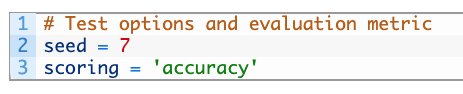 1 # Test options and evaluation metric
2 seed = 7
3 scoring = 'accuracy'